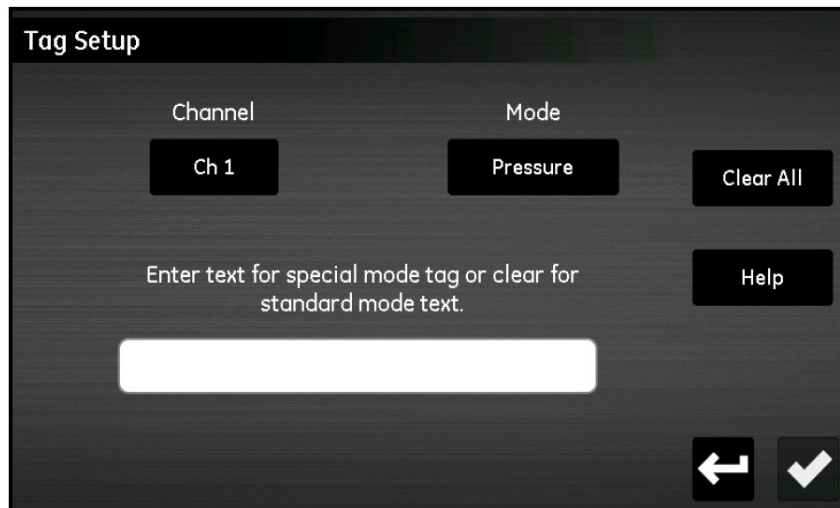 Tag Setup
Channel
Mode
Ch 1
Pressure
Clear All
Enter text for special mode tag or clear for
standard mode text.
Help